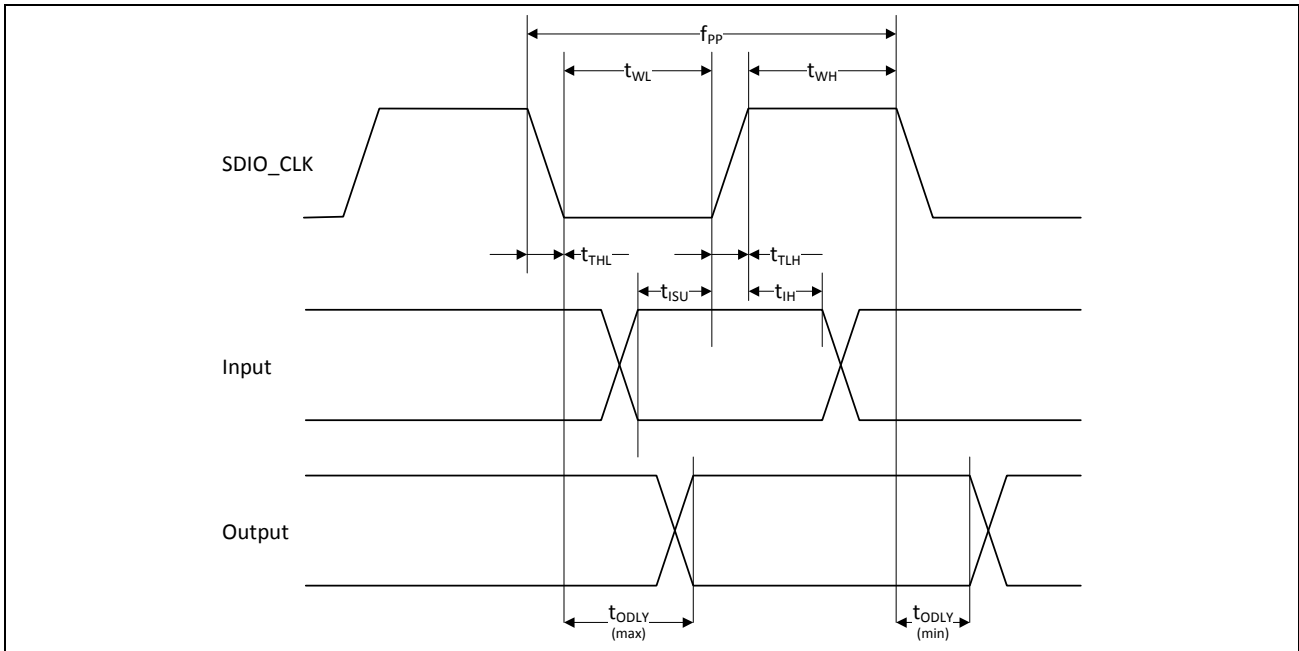 fPP
tWL
tWH
SDIO_CLK
tTHL
tTLH
tISU
tIH
Input
Output
tODLY
(max)
tODLY
(min)